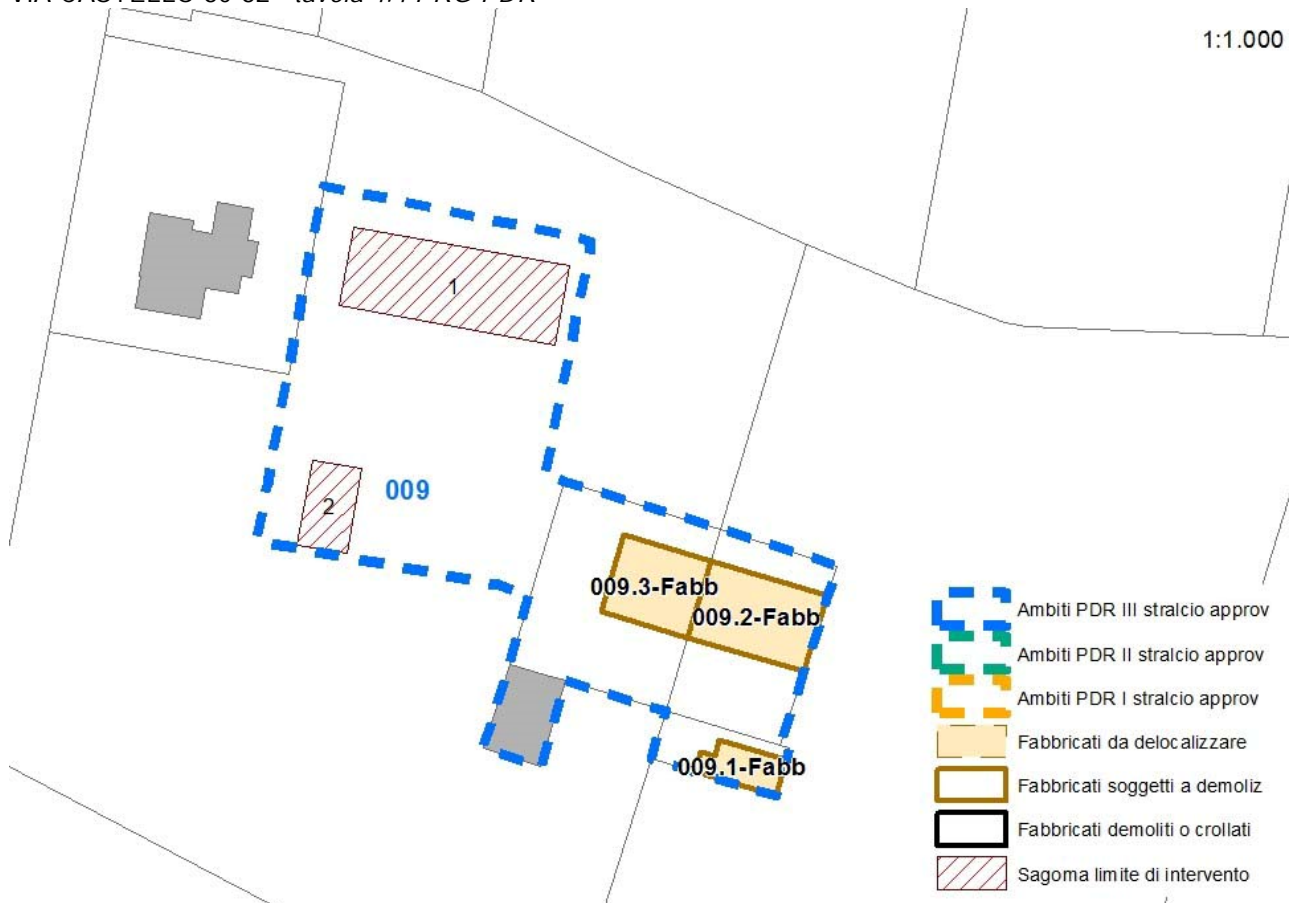 1:1.000
1
2
009
009.3-Fabb
009.2-Fabb
009.1-Fabb
Ambiti PDR III stralcio approv
Ambiti PDR II stralcio approv
Ambiti PDR I stralcio approv
Fabbricati da delocalizzare
Fabbricati soggetti a demoliz
Fabbricati demoliti o crollati
Sagoma limite di intervento